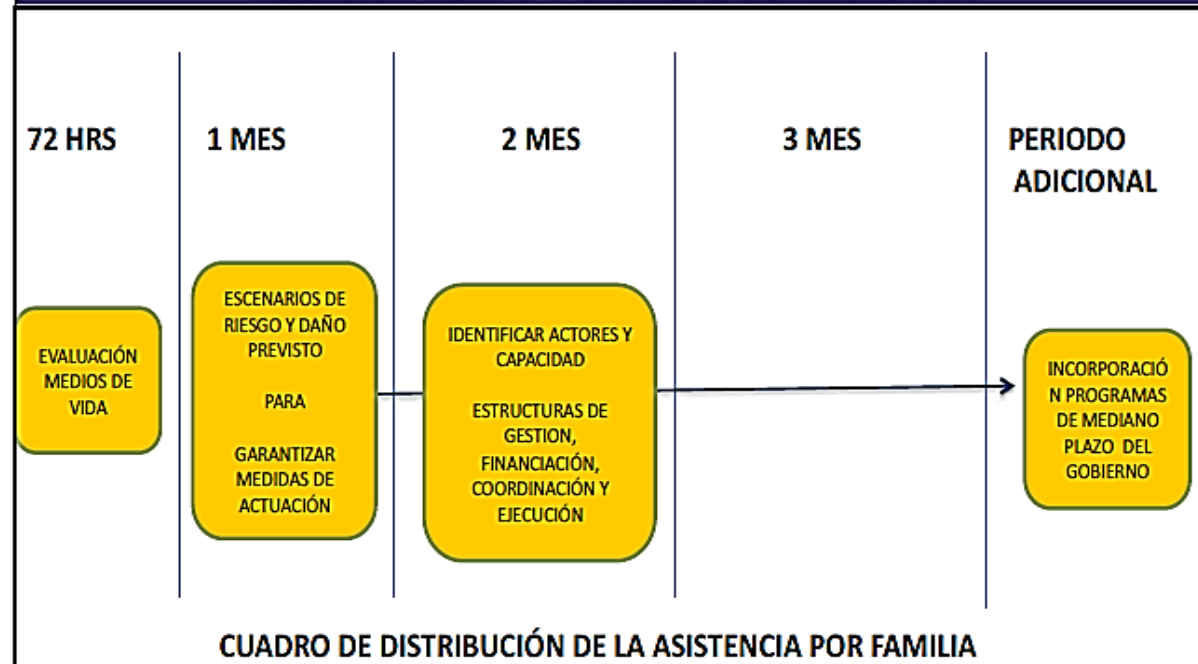 72 HRS
1 MES
2 MES
3 MES
PERIODO
ADICIONAL
EVALUACIÓN
MEDIOS DE
VIDA
ESCENARIOS DE
RIESGO Y DAÑO
PREVISTO
PARA
GARANTIZAR
MEDIDAS DE
ACTUACIÓN
IDENTIFICAR ACTORES Y
CAPACIDAD
ESTRUCTURAS DE
GESTION,
FINANCIACIÓN,
COORDINACIÓN Y
EJECUCIÓN
INCORPORACIÓ
N PROGRAMAS
DE MEDIANO
PLAZO DEL
GOBIERNO
CUADRO DE DISTRIBUCIÓN DE LA ASISTENCIA POR FAMILIA